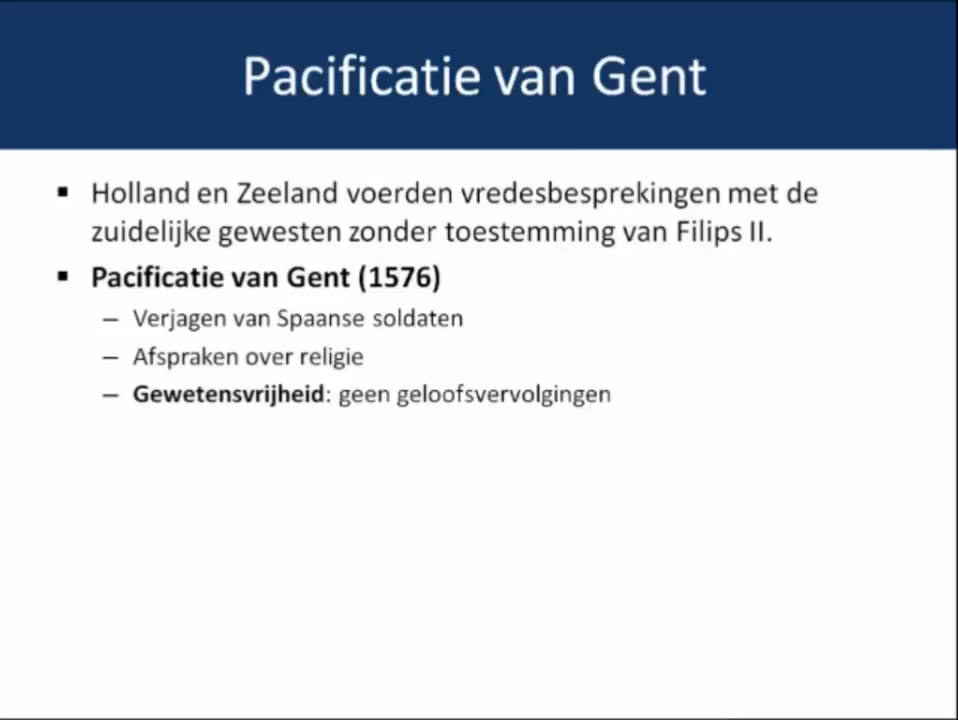 Pacificatie van Gent
▪ Holland en Zeeland voerden vredesbesprekingen met de
zuidelijke gewesten zonder toestemming van Filips II.
▪ Pacificatie van Gent (1576)
– Verjagen van Spaanse soldaten
– Afspraken over religie
– Gewetensvrijheid: geen geloofsvervolgingen